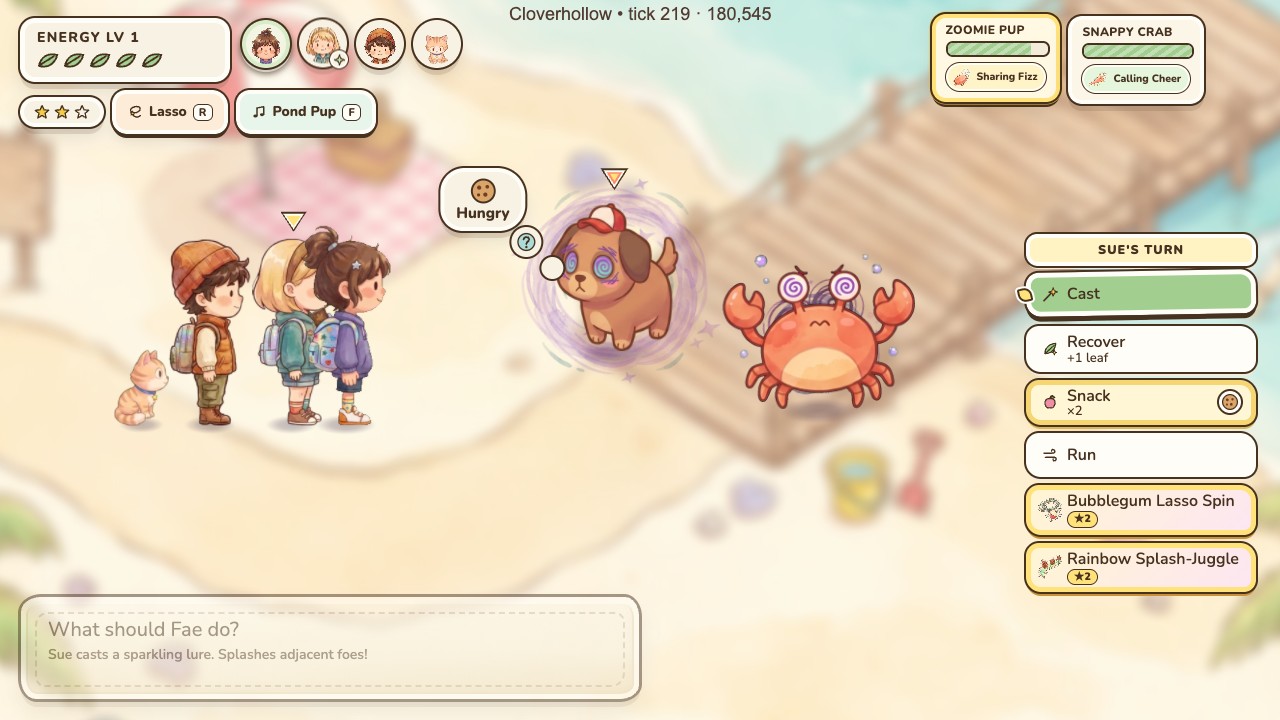 Cloverhollow • tick 219 · 180,545
ENERGY LV 1
Lasso R
Pond Pup F
ZOOMIE PUP
Sharing Fizz
SNAPPY CRAB
Calling Cheer
Hungry
?
SUE'S TURN
Cast
Recover
+1 leaf
Snack
×2
Run
Bubblegum Lasso Spin
★2
Rainbow Splash-Juggle
★2
What should Fae do?
Sue casts a sparkling lure. Splashes adjacent foes!